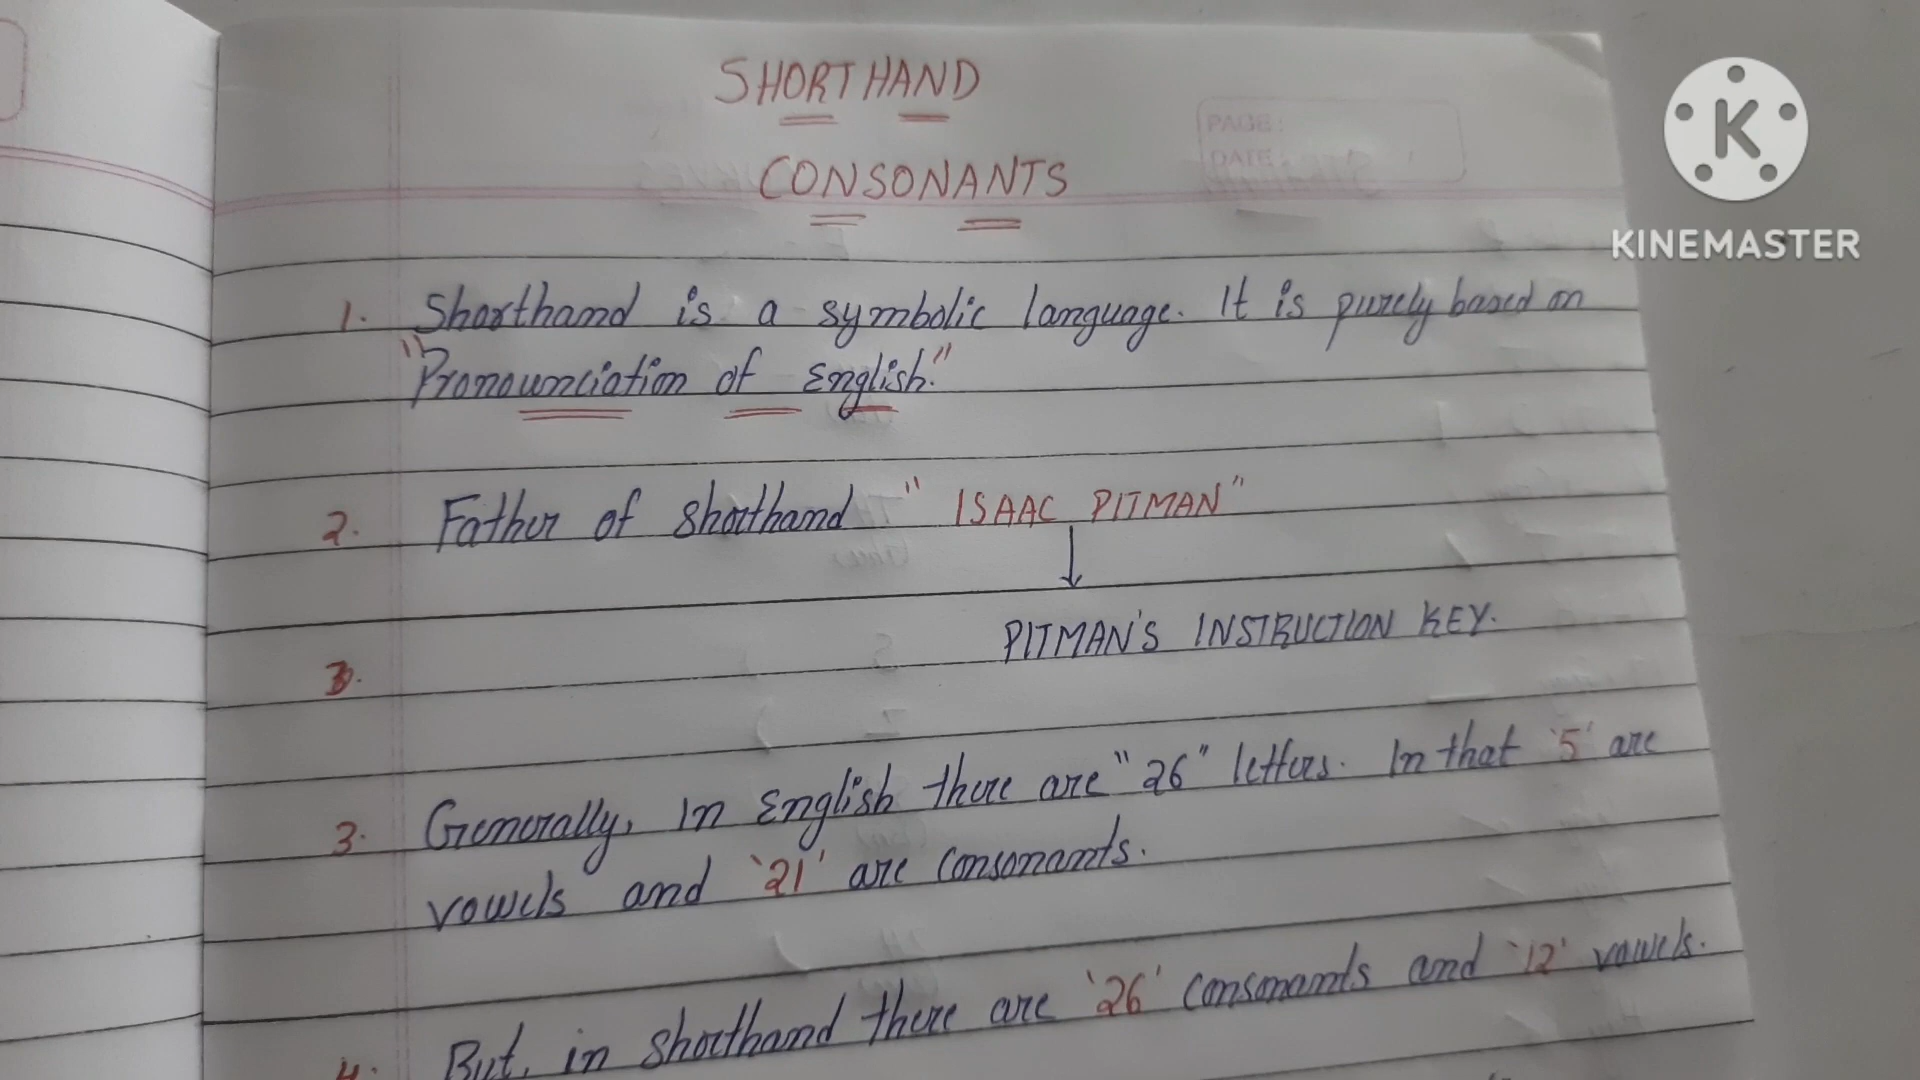 SHORTHAND
CONSONANTS
PAGE:
DATE:
K
KINEMASTER
1. Shorthand is a symbolic language. It is purely based on
"Pronounciation of English."
2. Father of shorthand "ISAAC PITMAN"
↓
PITMAN'S INSTRUCTION KEY.
3.
3. Generally, in English there are "26" letters. In that '5' are
vowels and '21' are consonants.
4. But, in shorthand there are '26' consonants and '12' vowels.